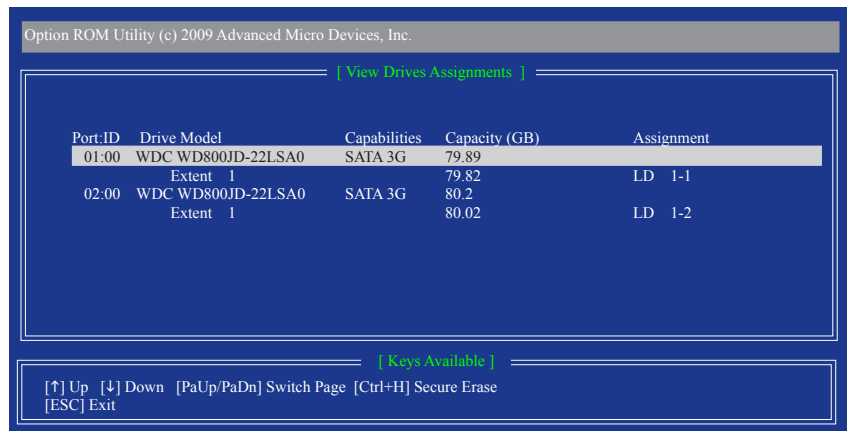 Option ROM Utility (c) 2009 Advanced Micro Devices, Inc.
[ View Drives Assignments ]
Port:ID Drive Model Capabilities Capacity (GB) Assignment
01:00 WDC WD800JD-22LSA0 SATA 3G 79.89
Extent 1 79.82 LD 1-1
02:00 WDC WD800JD-22LSA0 SATA 3G 80.2
Extent 1 80.02 LD 1-2
[ Keys Available ]
[↑] Up [↓] Down [PaUp/PaDn] Switch Page [Ctrl+H] Secure Erase
[ESC] Exit